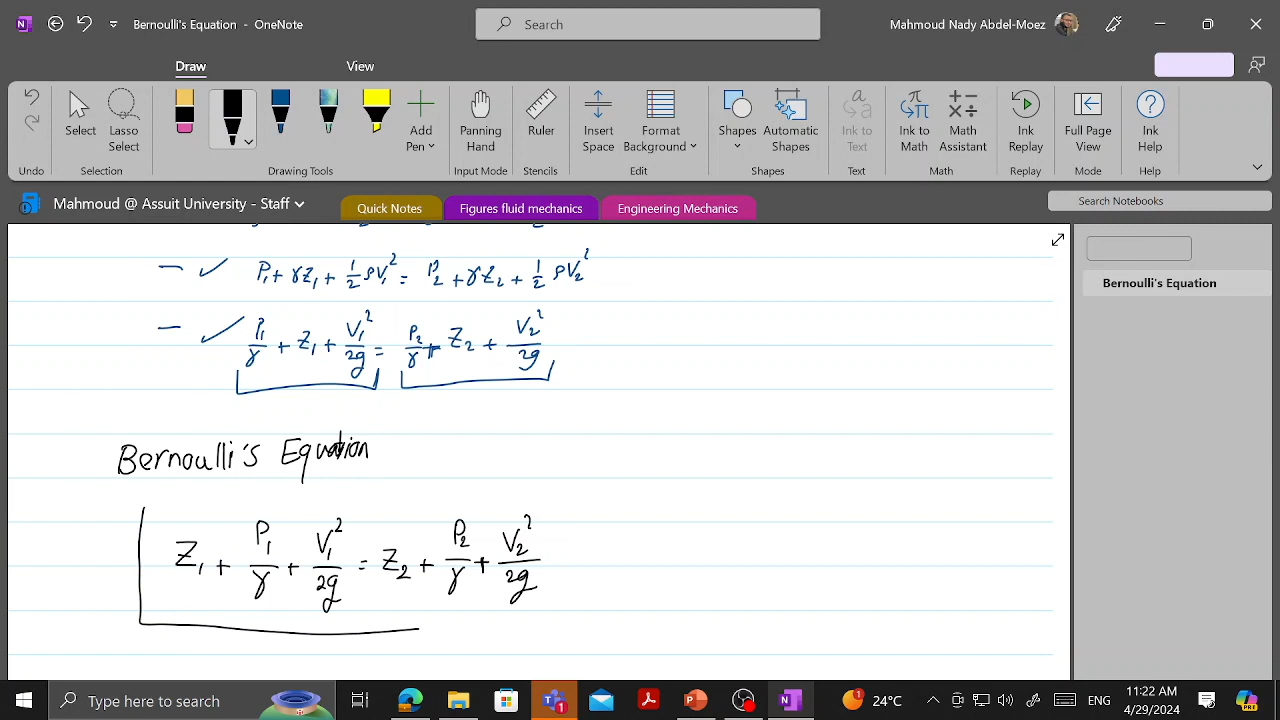 Bernoulli's Equation - OneNote
Search
Mahmoud Nady Abdel-Moez
Draw
View
Select
Lasso Select
Add Pen
Panning Hand
Ruler
Insert Space
Format Background
Shapes
Automatic Shapes
Ink to Text
Ink to Math
Math Assistant
Ink Replay
Full Page View
Ink Help
Undo
Selection
Drawing Tools
Input Mode
Stencils
Edit
Shapes
Text
Math
Replay
Mode
Help
Mahmoud @ Assuit University - Staff
Quick Notes
Figures fluid mechanics
Engineering Mechanics
Search Notebooks
Bernoulli's Equation
— ✓ P₁ + γZ₁ + 1/2 ρV₁² = P₂ + γZ₂ + 1/2 ρV₂²
— ✓ P₁/γ + Z₁ + V₁²/2g = P₂/γ + Z₂ + V₂²/2g
Bernoulli's Equation
Z₁ + P₁/γ + V₁²/2g = Z₂ + P₂/γ + V₂²/2g
Type here to search
1
1
24°C
ENG
11:22 AM
4/29/2024